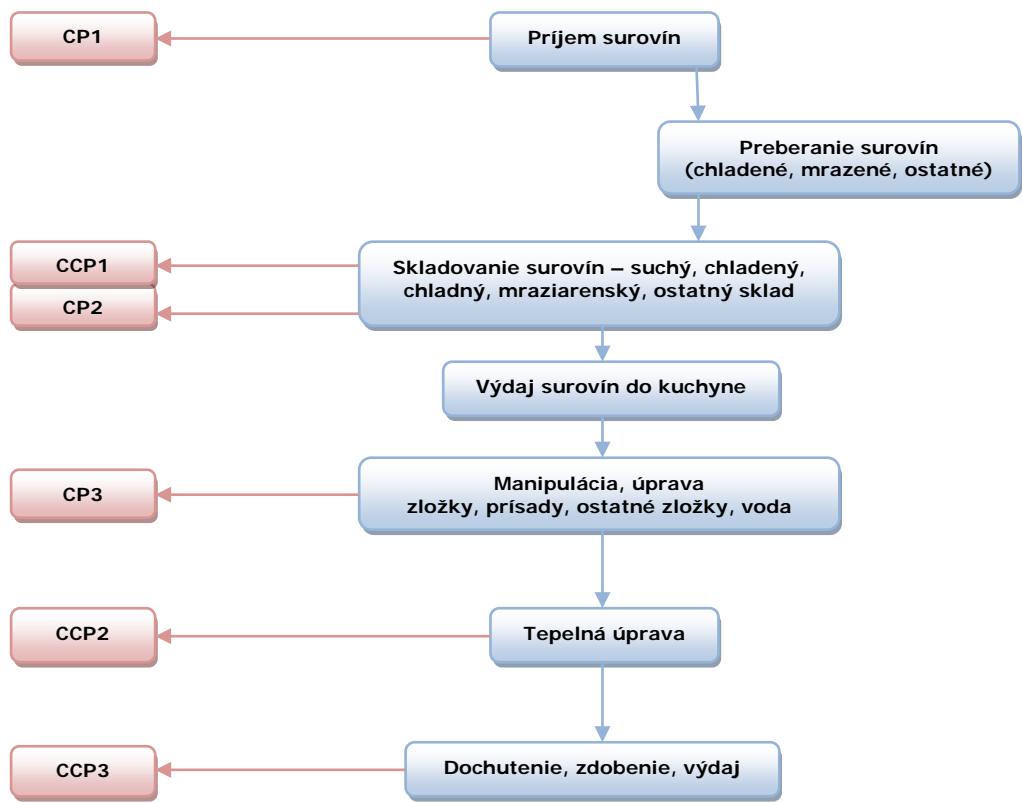 CP1
Príjem surovín
Preberanie surovín
(chladené, mrazené, ostatné)
CCP1
CP2
Skladovanie surovín – suchý, chladený,
chladný, mraziarenský, ostatný sklad
Výdaj surovín do kuchyne
CP3
Manipulácia, úprava
zložky, prísady, ostatné zložky, voda
CCP2
Tepelná úprava
CCP3
Dochutenie, zdobenie, výdaj